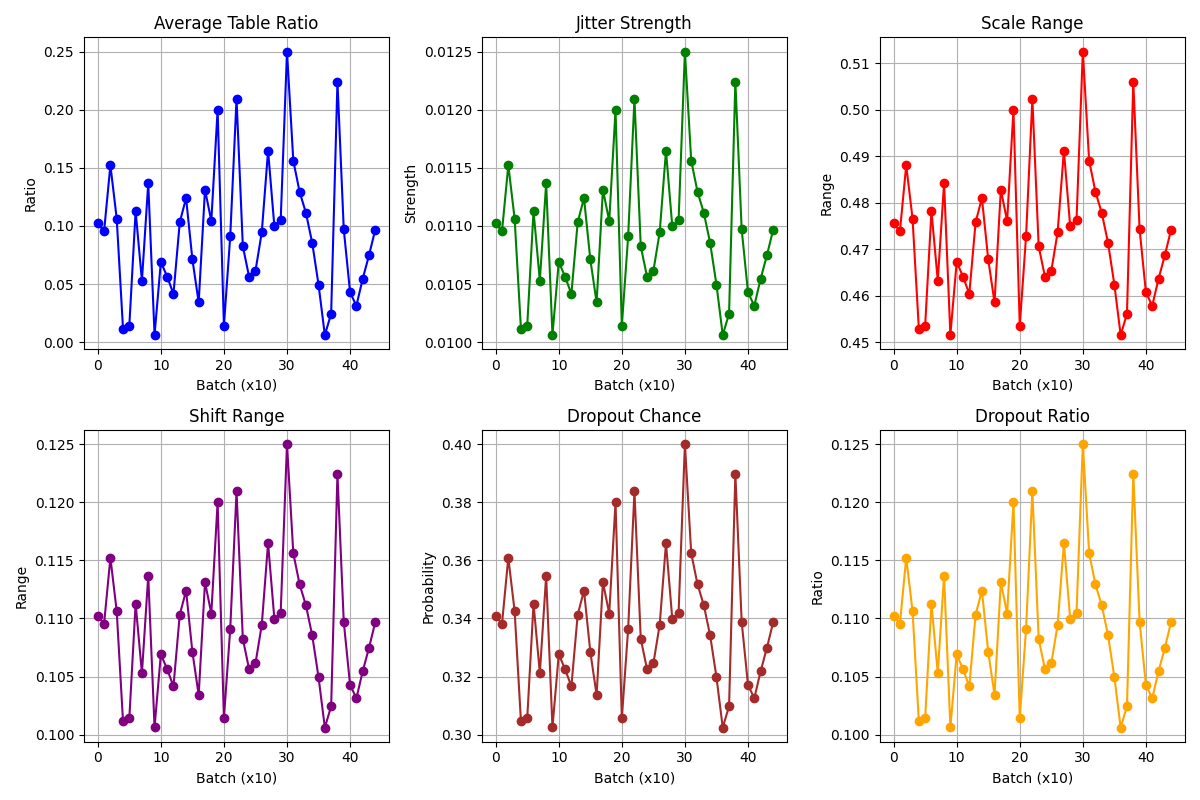 Average Table Ratio
Ratio
0.25
0.20
0.15
0.10
0.05
0.00
0 10 20 30 40
Batch (x10)
Jitter Strength
Strength
0.0125
0.0120
0.0115
0.0110
0.0105
0.0100
0 10 20 30 40
Batch (x10)
Scale Range
Range
0.51
0.50
0.49
0.48
0.47
0.46
0.45
0 10 20 30 40
Batch (x10)
Shift Range
Range
0.125
0.120
0.115
0.110
0.105
0.100
0 10 20 30 40
Batch (x10)
Dropout Chance
Probability
0.40
0.38
0.36
0.34
0.32
0.30
0 10 20 30 40
Batch (x10)
Dropout Ratio
Ratio
0.125
0.120
0.115
0.110
0.105
0.100
0 10 20 30 40
Batch (x10)